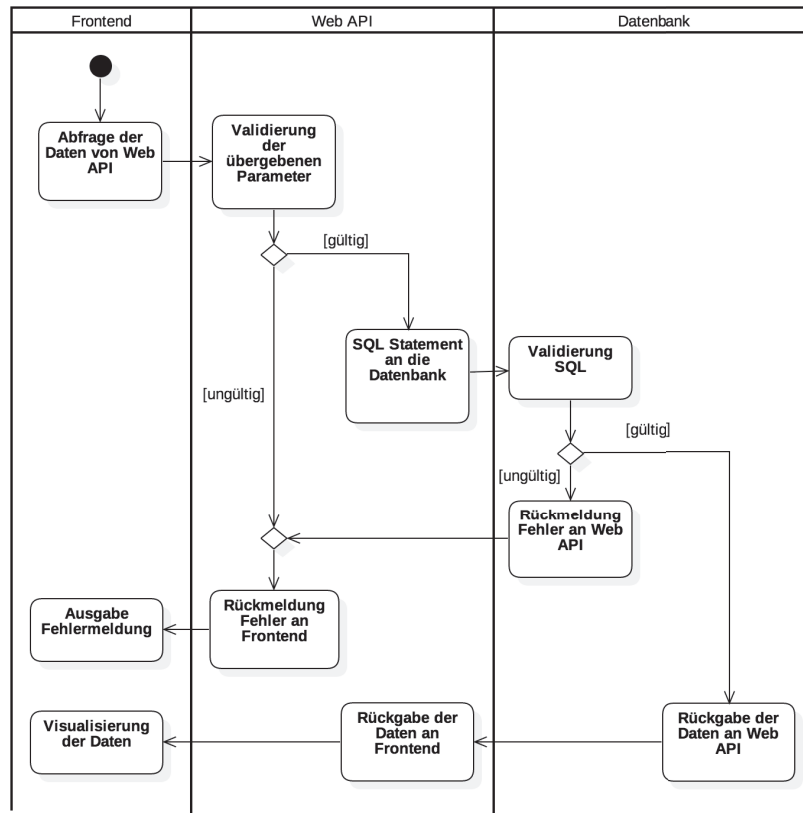 Frontend
Web API
Datenbank
Abfrage der
Daten von Web
API
Validierung
der
übergebenen
Parameter
[gültig]
SQL Statement
an die
Datenbank
Validierung
SQL
[ungültig]
[gültig]
[ungültig]
Rückmeldung
Fehler an Web
API
Ausgabe
Fehlermeldung
Rückmeldung
Fehler an
Frontend
Visualisierung
der Daten
Rückgabe der
Daten an
Frontend
Rückgabe der
Daten an Web
API